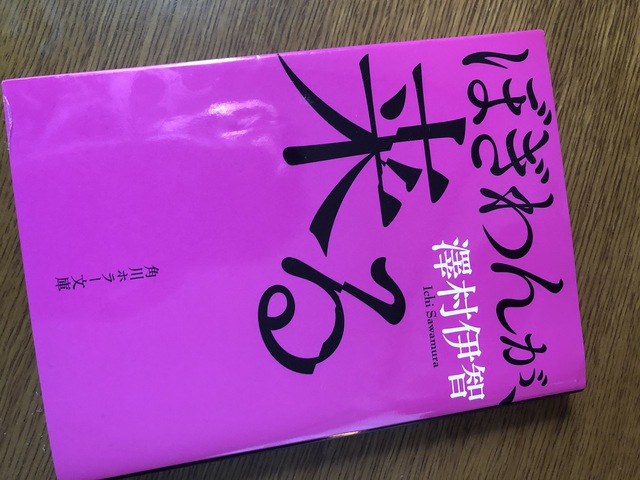 ぼぎわんが、
来る
澤村伊智
Ichi Sawamura
角川ホラー文庫